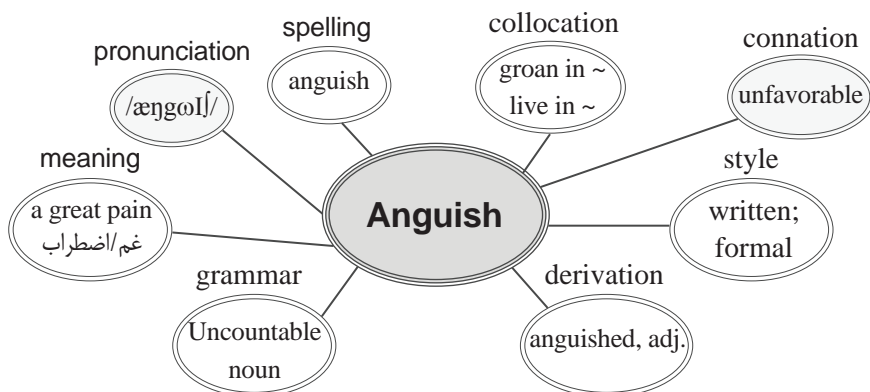 spelling
anguish
collocation
groan in ~
live in ~
connation
unfavorable
pronunciation
/æŋgωIʃ/
meaning
a great pain
غم/اضطراب
Anguish
style
written;
formal
grammar
Uncountable
noun
derivation
anguished, adj.